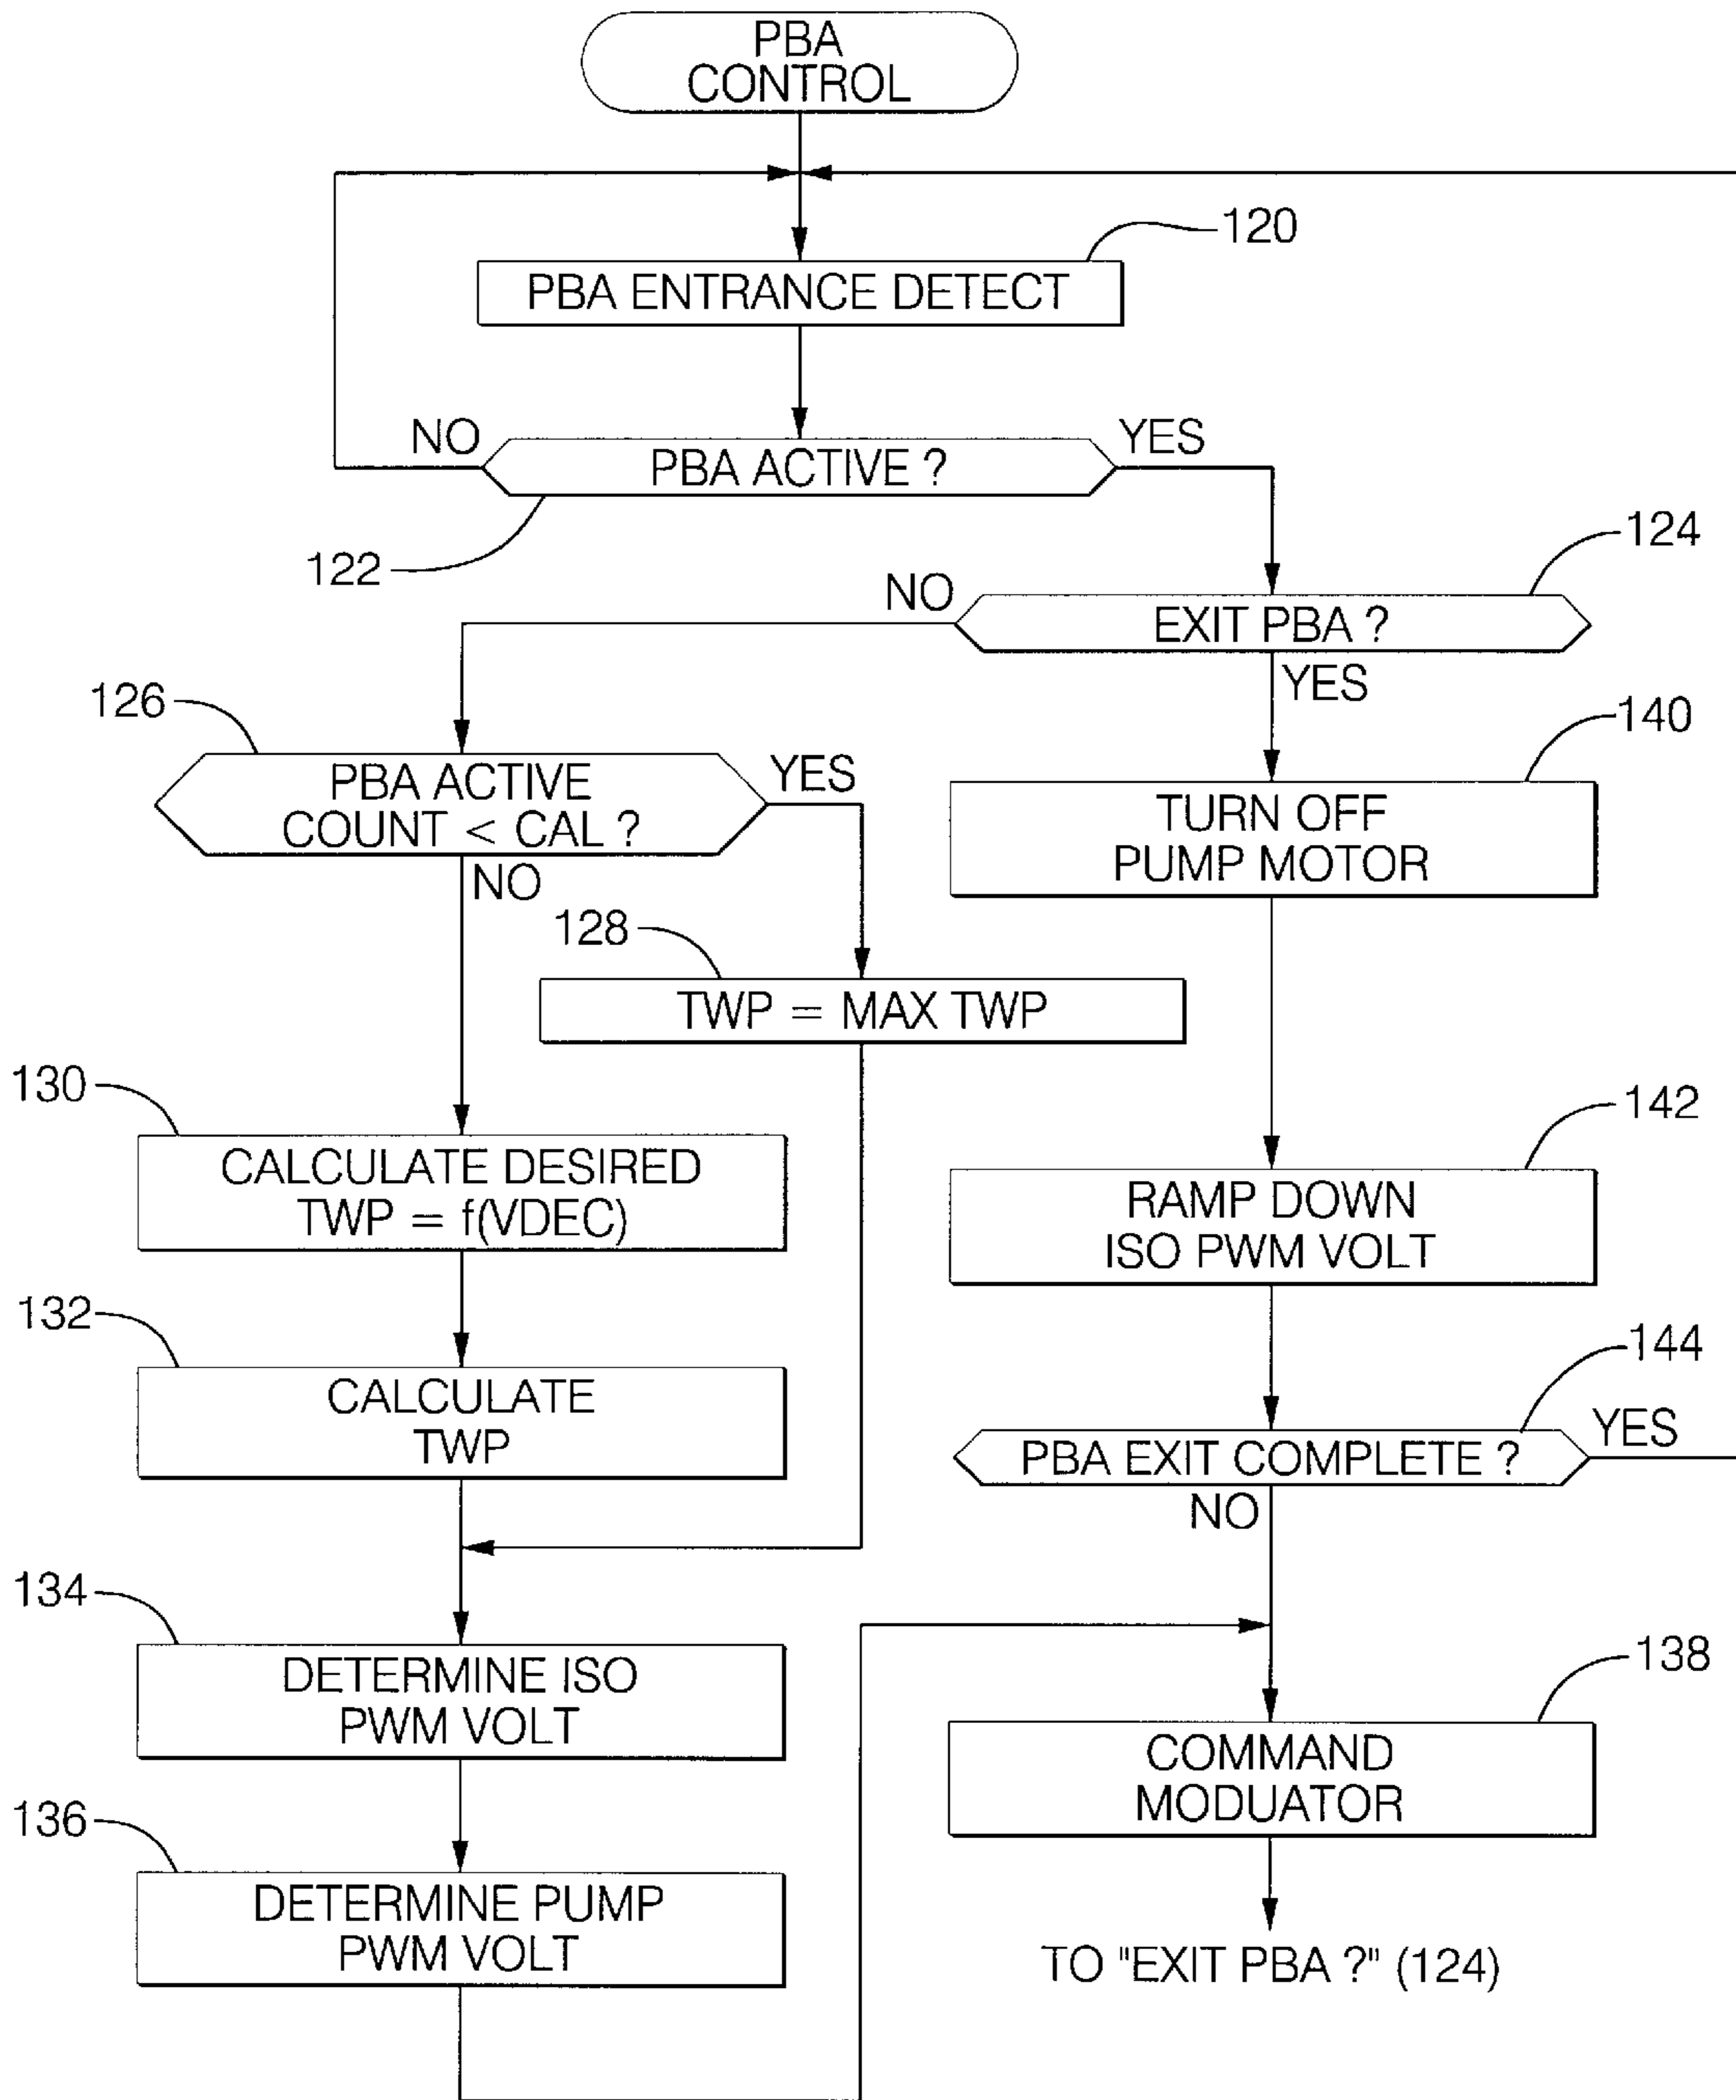 PBA
CONTROL
120
PBA ENTRANCE DETECT
NO
YES
PBA ACTIVE ?
122
124
NO
EXIT PBA ?
YES
126
140
PBA ACTIVE
COUNT < CAL ?
YES
NO
TURN OFF
PUMP MOTOR
128
TWP = MAX TWP
130
CALCULATE DESIRED
TWP = f(VDEC)
142
RAMP DOWN
ISO PWM VOLT
132
CALCULATE
TWP
144
PBA EXIT COMPLETE ?
YES
NO
134
DETERMINE ISO
PWM VOLT
138
COMMAND
MODUATOR
136
DETERMINE PUMP
PWM VOLT
TO "EXIT PBA ?" (124)